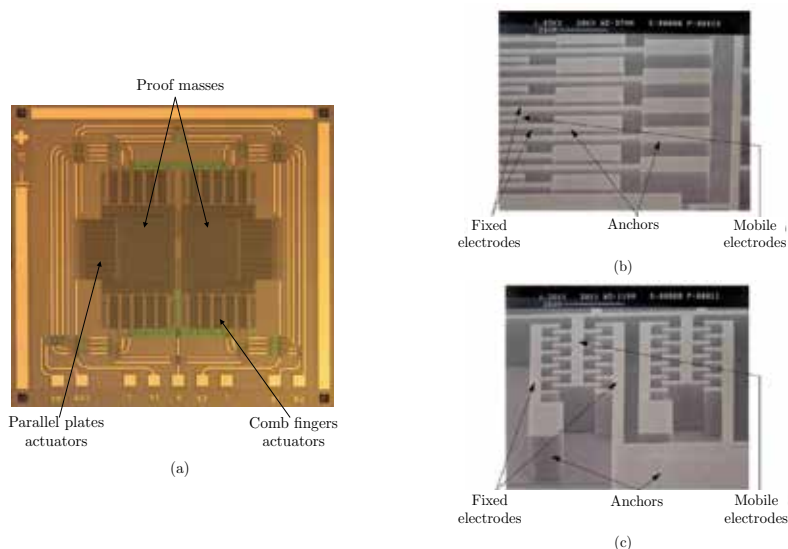 Proof masses
Parallel plates
actuators
Comb fingers
actuators
(a)
Fixed
electrodes
Anchors
Mobile
electrodes
(b)
Fixed
electrodes
Anchors
Mobile
electrodes
(c)